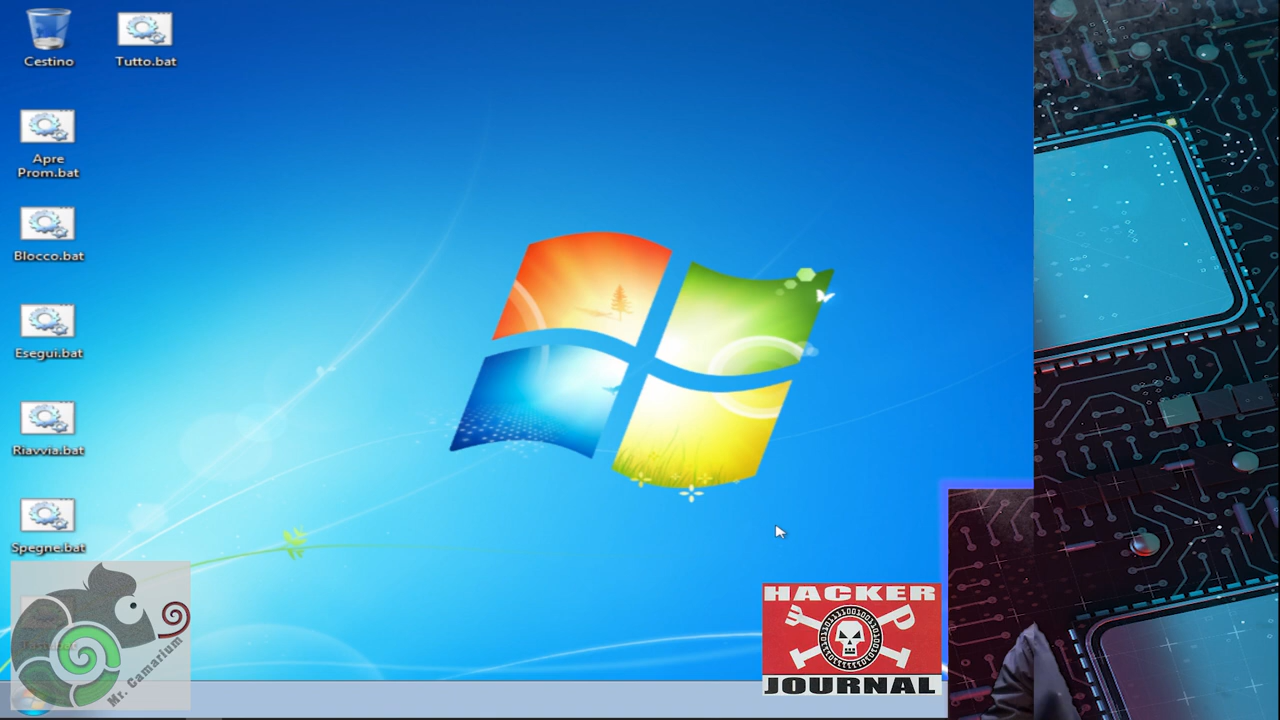 Cestino
Tutto.bat
Apre
Prom.bat
Blocco.bat
Esegui.bat
Riavvia.bat
Spegne.bat
Mr. Camarium
HACKER
JOURNAL